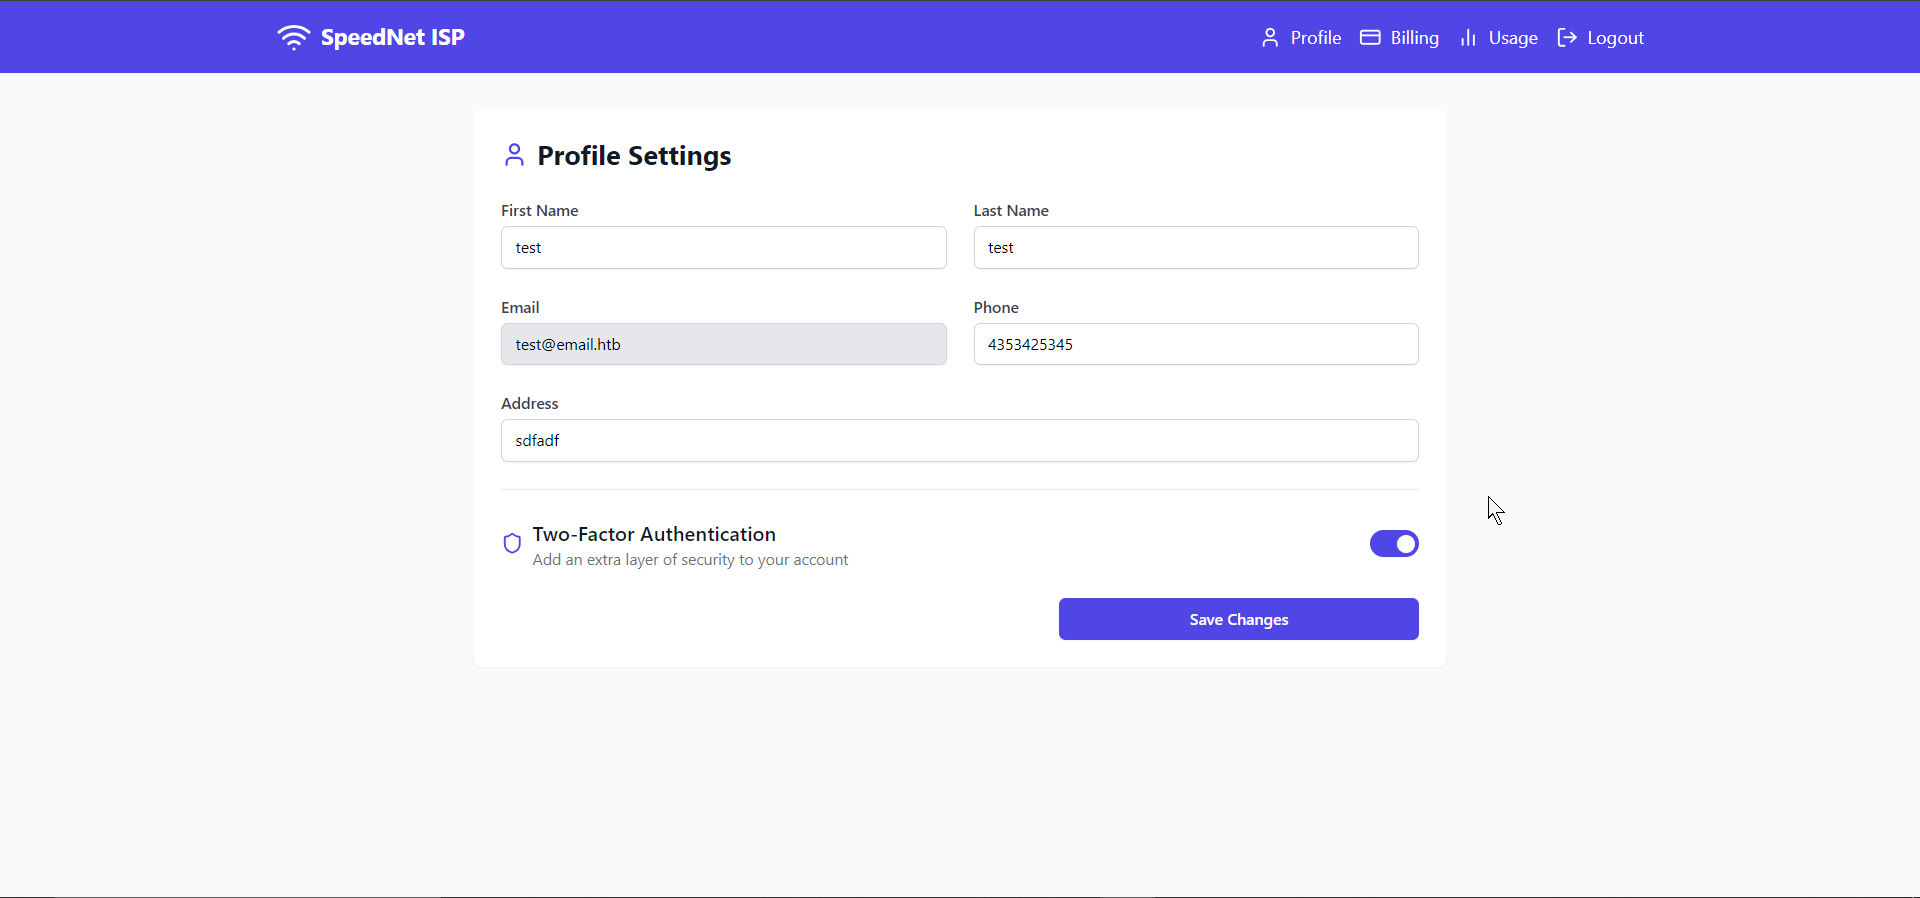 SpeedNet ISP
Profile Billing Usage Logout
Profile Settings
First Name Last Name
test test
Email Phone
test@email.htb 4353425345
Address
sdfadf
Two-Factor Authentication
Add an extra layer of security to your account
Save Changes